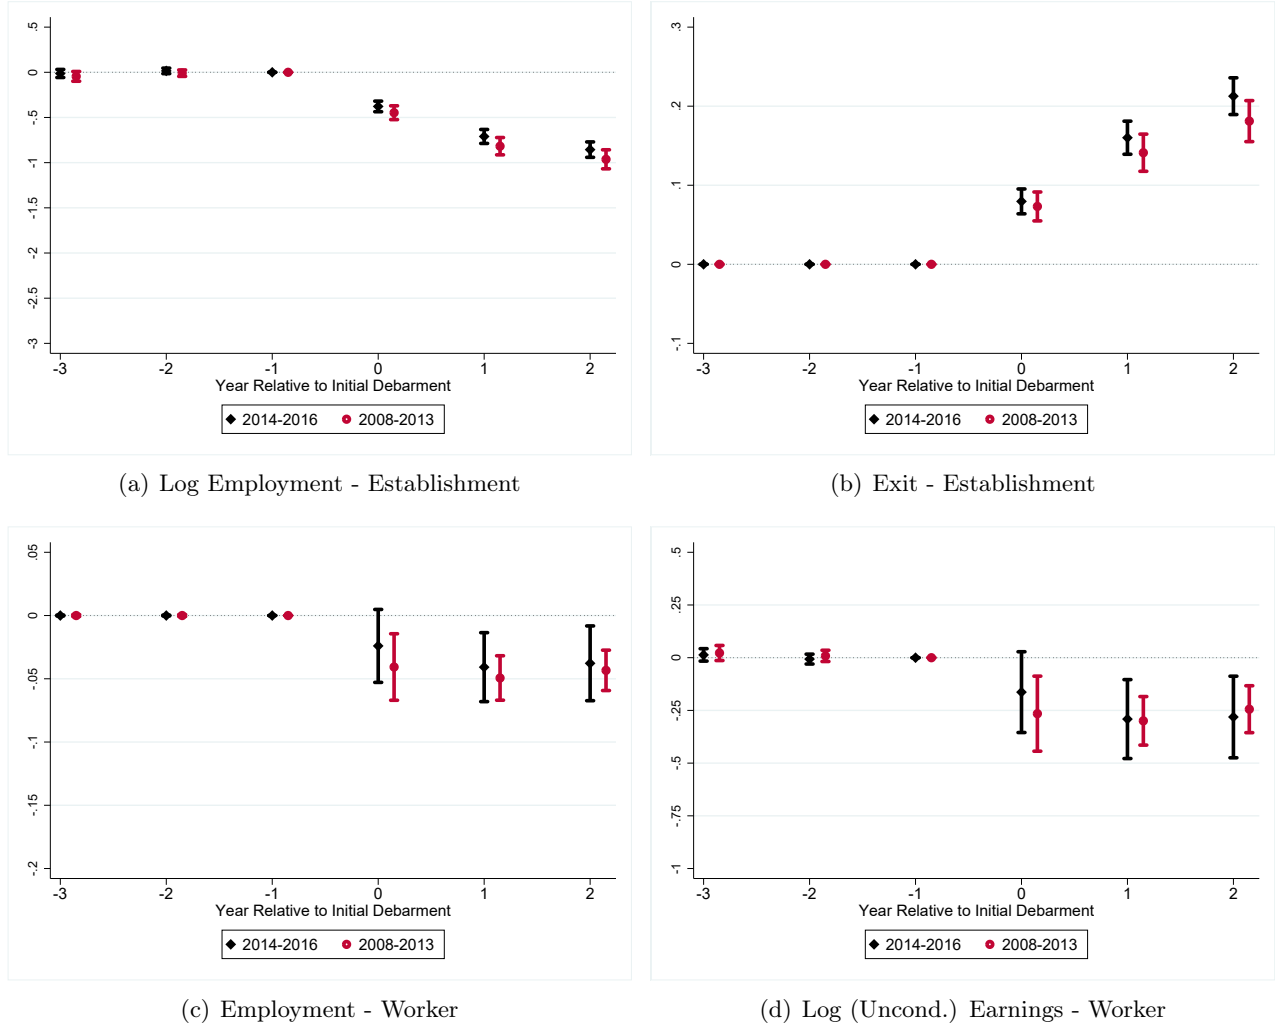 .5
0
-.5
-1
-1.5
-2
-2.5
-3
-3 -2 -1 0 1 2
Year Relative to Initial Debarment
2014-2016 2008-2013
(a) Log Employment - Establishment
.3
.2
.1
0
-.1
-3 -2 -1 0 1 2
Year Relative to Initial Debarment
2014-2016 2008-2013
(b) Exit - Establishment
.05
0
-.05
-.1
-.15
-.2
-3 -2 -1 0 1 2
Year Relative to Initial Debarment
2014-2016 2008-2013
(c) Employment - Worker
.5
.25
0
-.25
-.5
-.75
-1
-3 -2 -1 0 1 2
Year Relative to Initial Debarment
2014-2016 2008-2013
(d) Log (Uncond.) Earnings - Worker